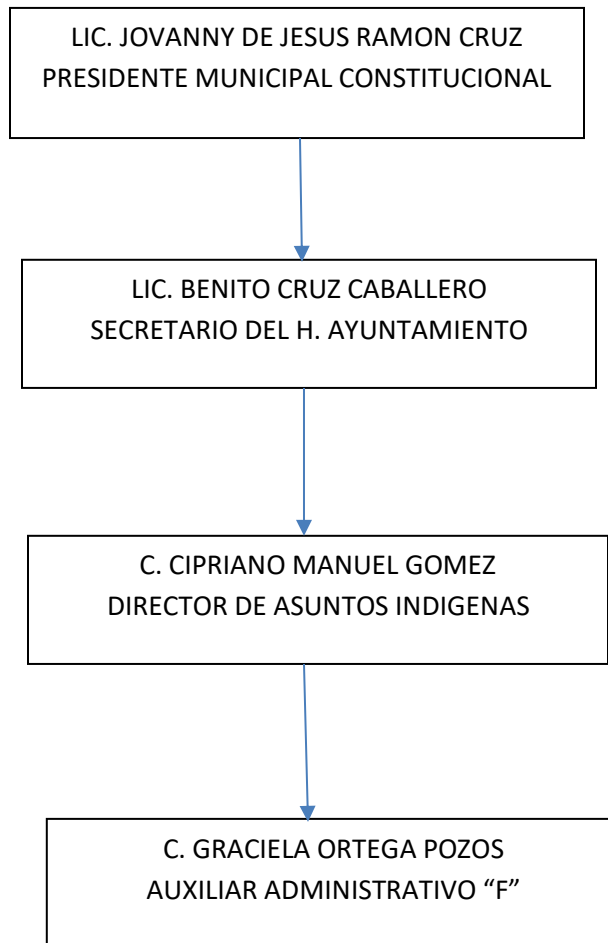 LIC. JOVANNY DE JESUS RAMON CRUZ
PRESIDENTE MUNICIPAL CONSTITUCIONAL
LIC. BENITO CRUZ CABALLERO
SECRETARIO DEL H. AYUNTAMIENTO
C. CIPRIANO MANUEL GOMEZ
DIRECTOR DE ASUNTOS INDIGENAS
C. GRACIELA ORTEGA POZOS
AUXILIAR ADMINISTRATIVO “F”